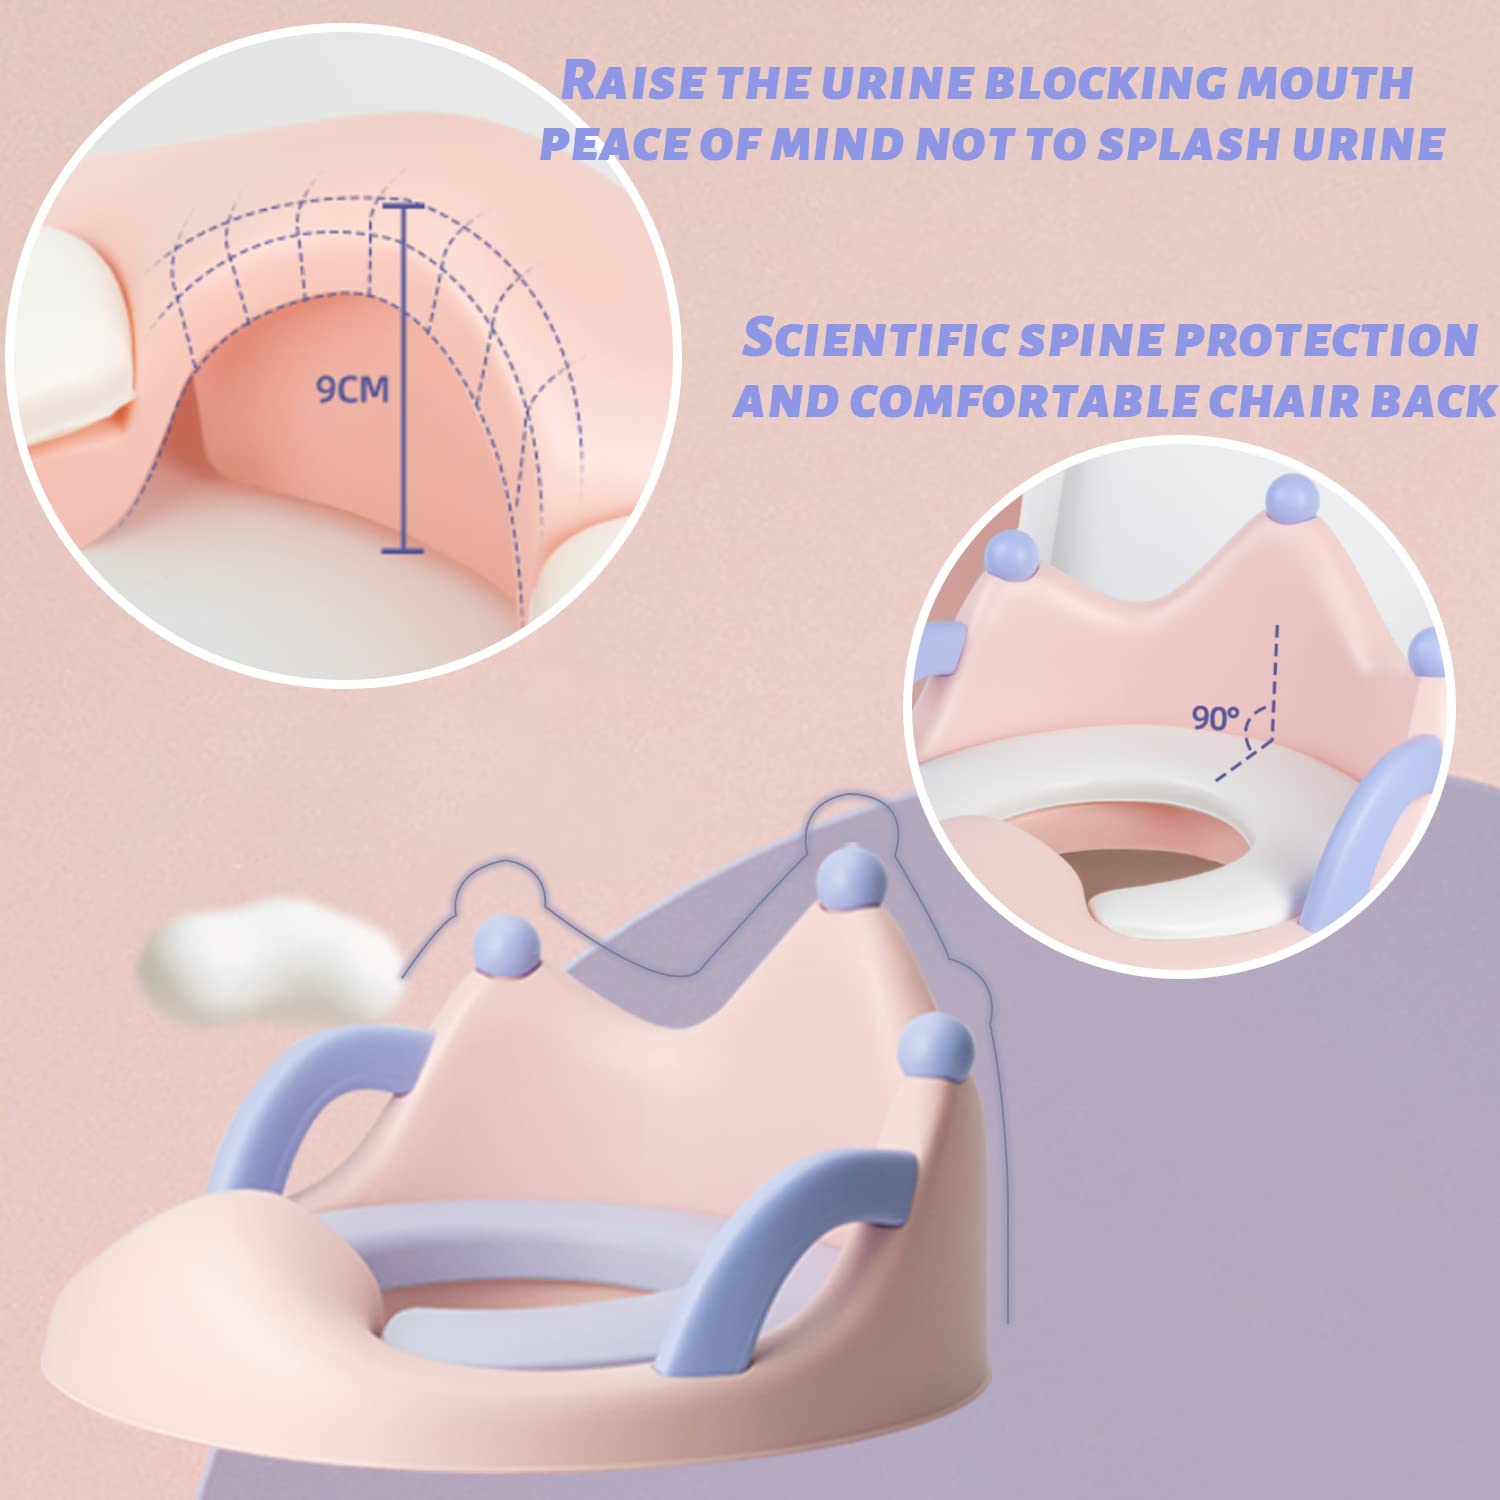 Raise the urine blocking mouth
peace of mind not to splash urine
9CM
Scientific spine protection
and comfortable chair back
90°